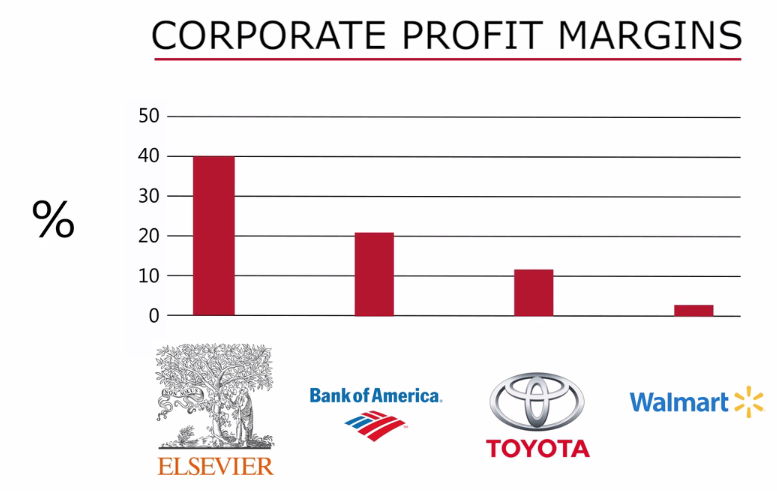 CORPORATE PROFIT MARGINS
50
40
30
20
10
0
%
ELSEVIER
Bank of America.
TOYOTA
Walmart